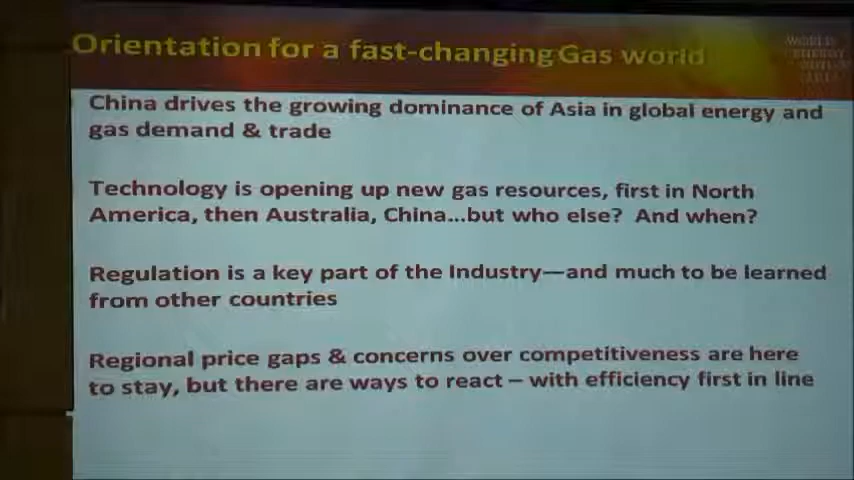 Orientation for a fast-changing Gas world
WORLD
ENERGY
China drives the growing dominance of Asia in global energy and
gas demand & trade
Technology is opening up new gas resources, first in North
America, then Australia, China...but who else? And when?
Regulation is a key part of the Industry—and much to be learned
from other countries
Regional price gaps & concerns over competitiveness are here
to stay, but there are ways to react – with efficiency first in line